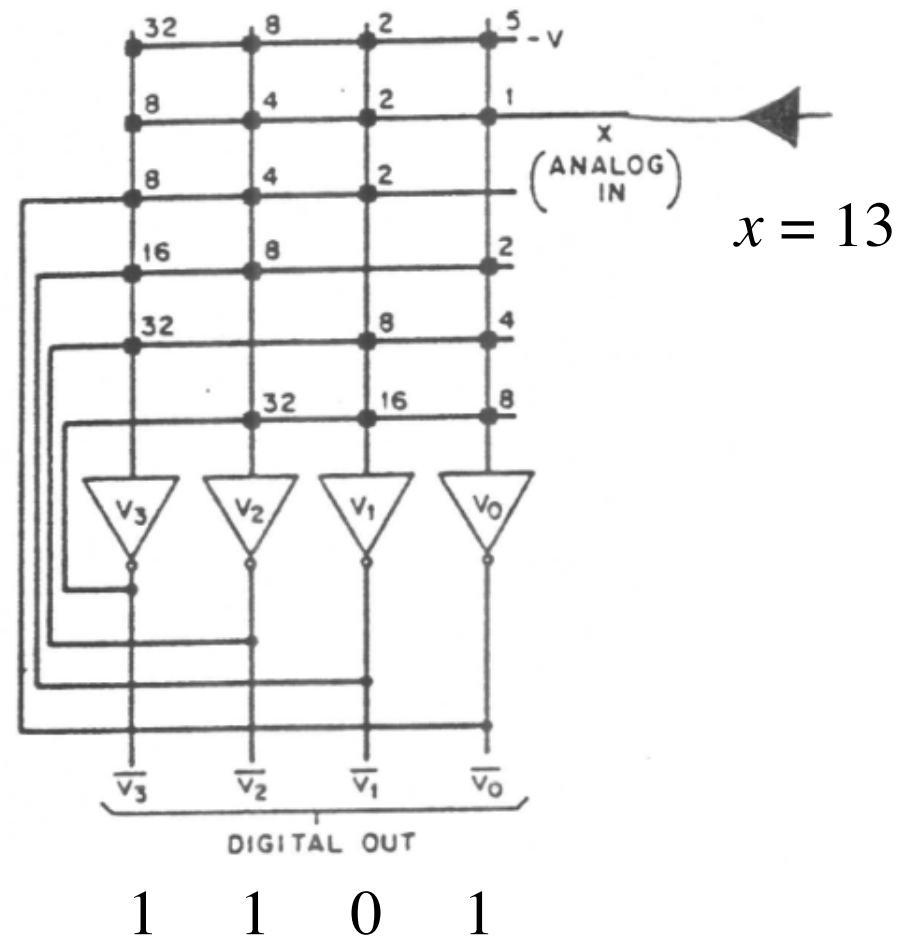 32 8 2 5 -V
8 4 2 1
X
(ANALOG IN)
8 4 2
x = 13
16 8 2
32 8 4
32 16 8
V3 V2 V1 V0
V̅3 V̅2 V̅1 V̅0
DIGITAL OUT
1 1 0 1